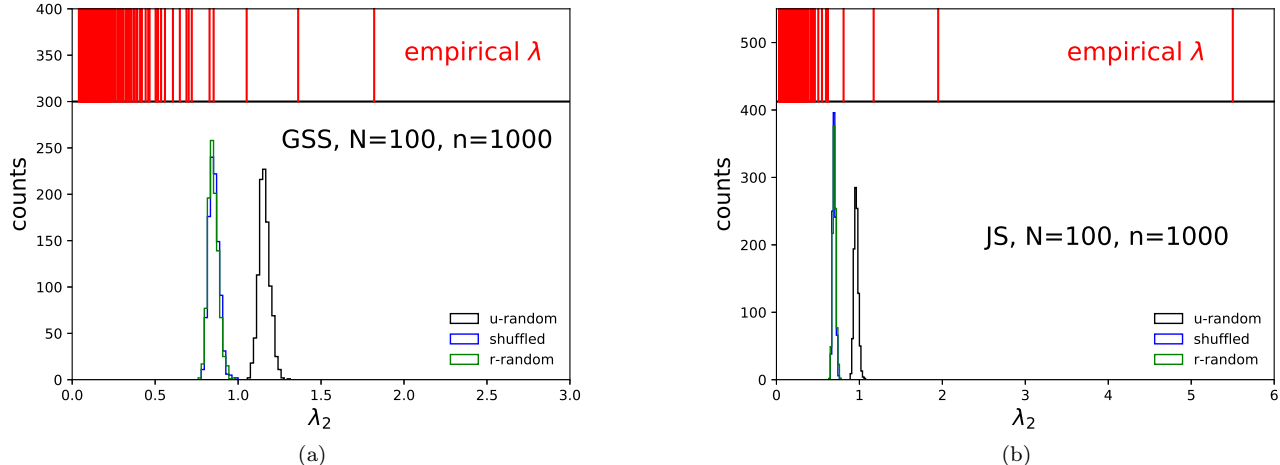 400
350
300
250
200
150
100
50
0
counts
empirical λ
GSS, N=100, n=1000
u-random
shuffled
r-random
0.0 0.5 1.0 1.5 2.0 2.5 3.0
λ₂
(a)
500
400
300
200
100
0
counts
empirical λ
JS, N=100, n=1000
u-random
shuffled
r-random
0 1 2 3 4 5 6
λ₂
(b)